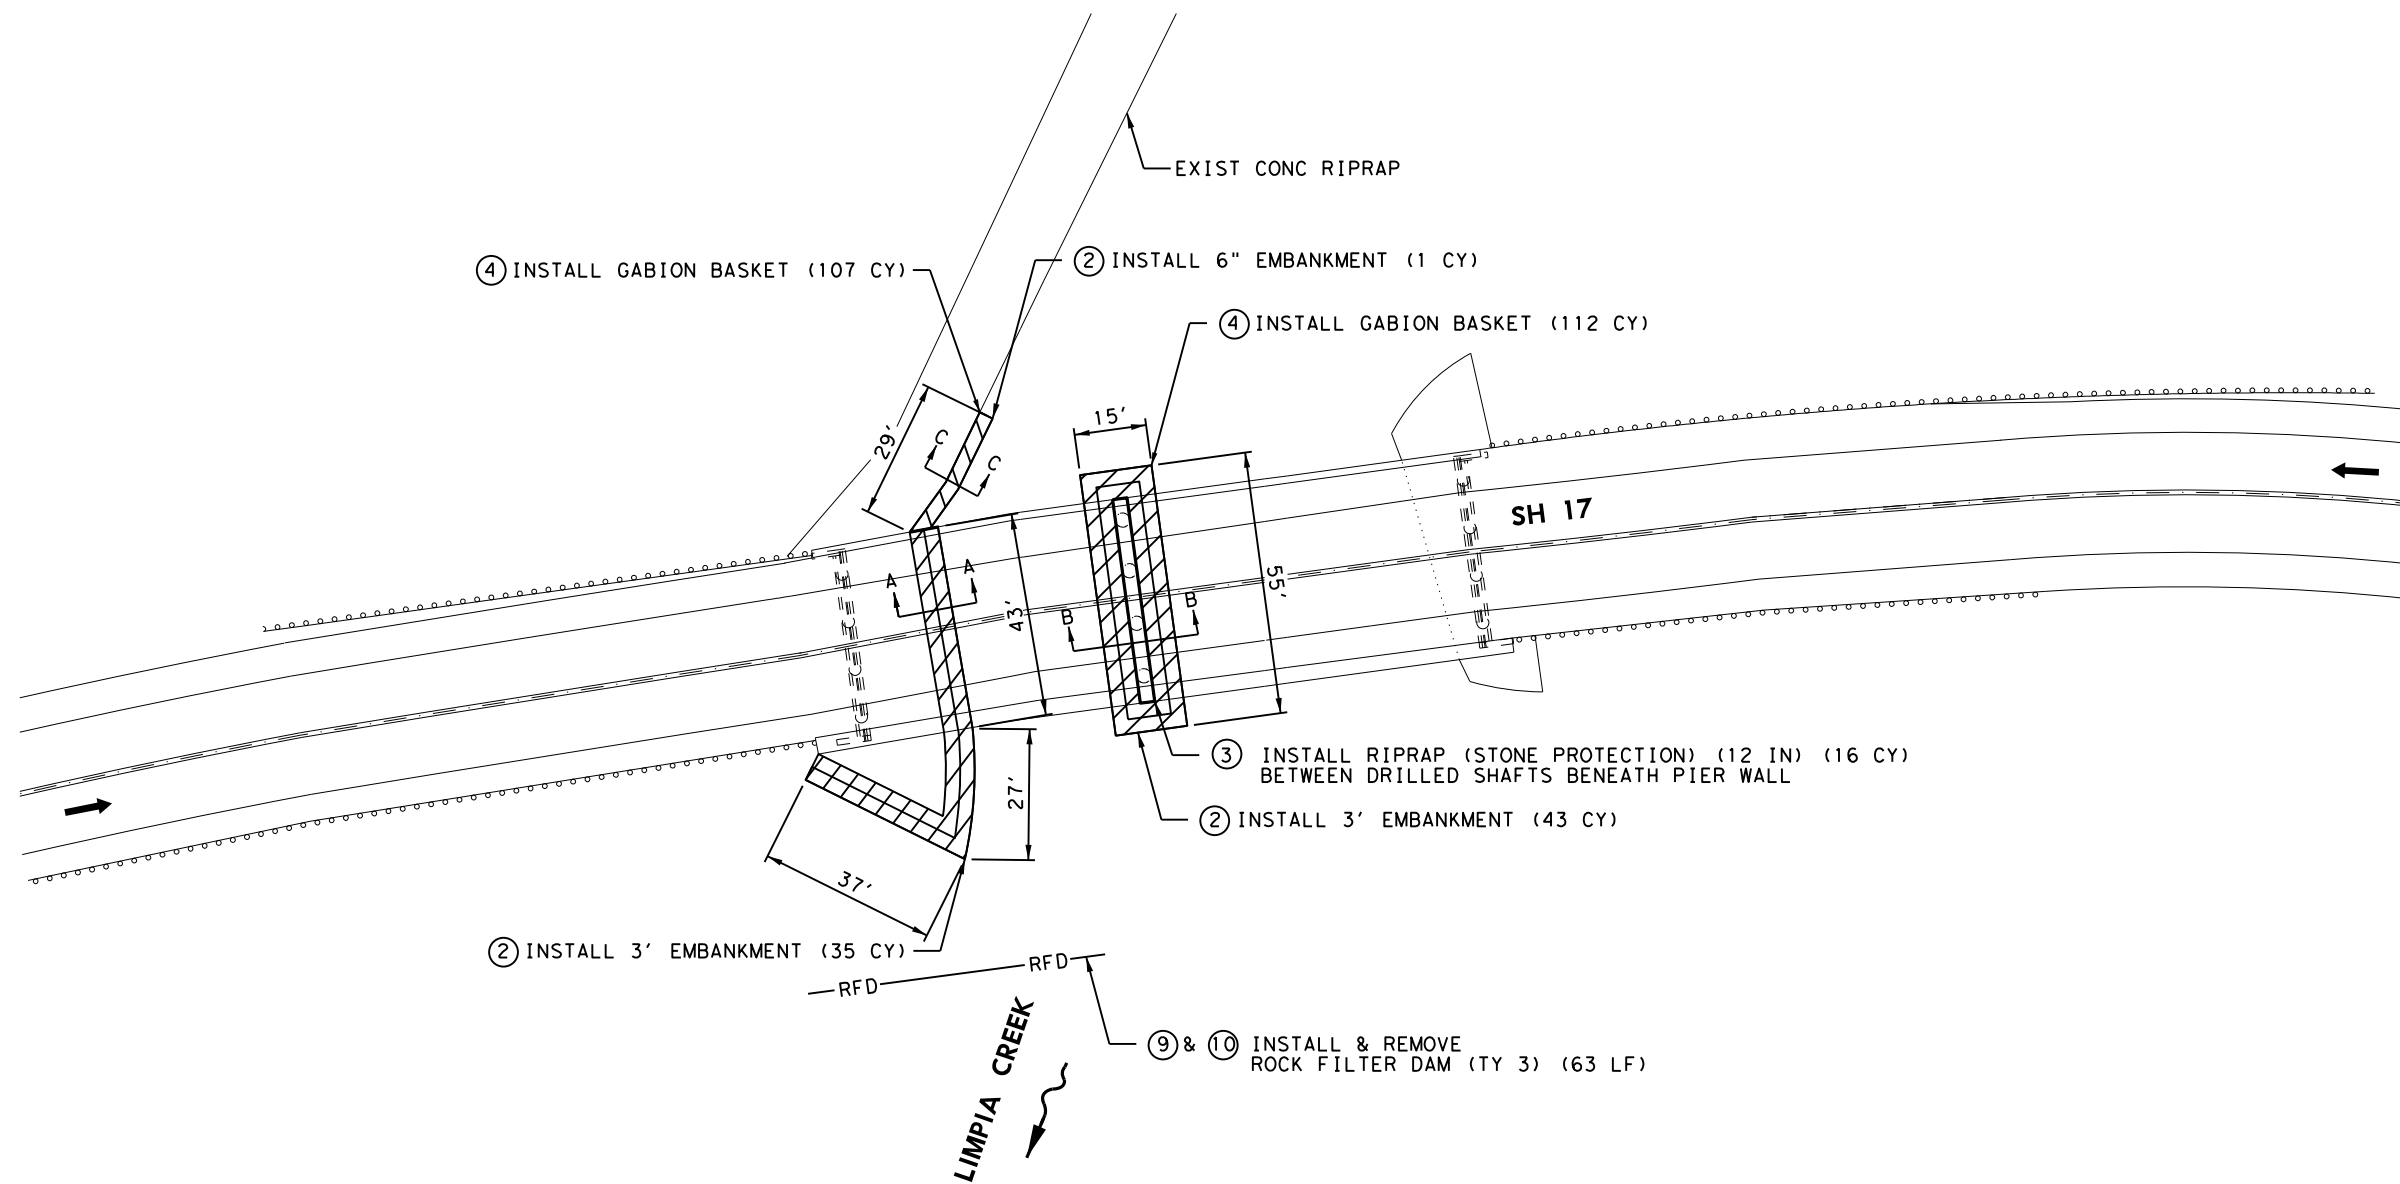 EXIST CONC RIPRAP
④ INSTALL GABION BASKET (107 CY)
② INSTALL 6" EMBANKMENT (1 CY)
④ INSTALL GABION BASKET (112 CY)
29'
C
C
15'
SH 17
A
A
43'
55'
B
B
27'
③ INSTALL RIPRAP (STONE PROTECTION) (12 IN) (16 CY)
BETWEEN DRILLED SHAFTS BENEATH PIER WALL
② INSTALL 3' EMBANKMENT (43 CY)
37'
② INSTALL 3' EMBANKMENT (35 CY)
RFD
RFD
⑨ & ⑩ INSTALL & REMOVE
ROCK FILTER DAM (TY 3) (63 LF)
LIMPIA CREEK